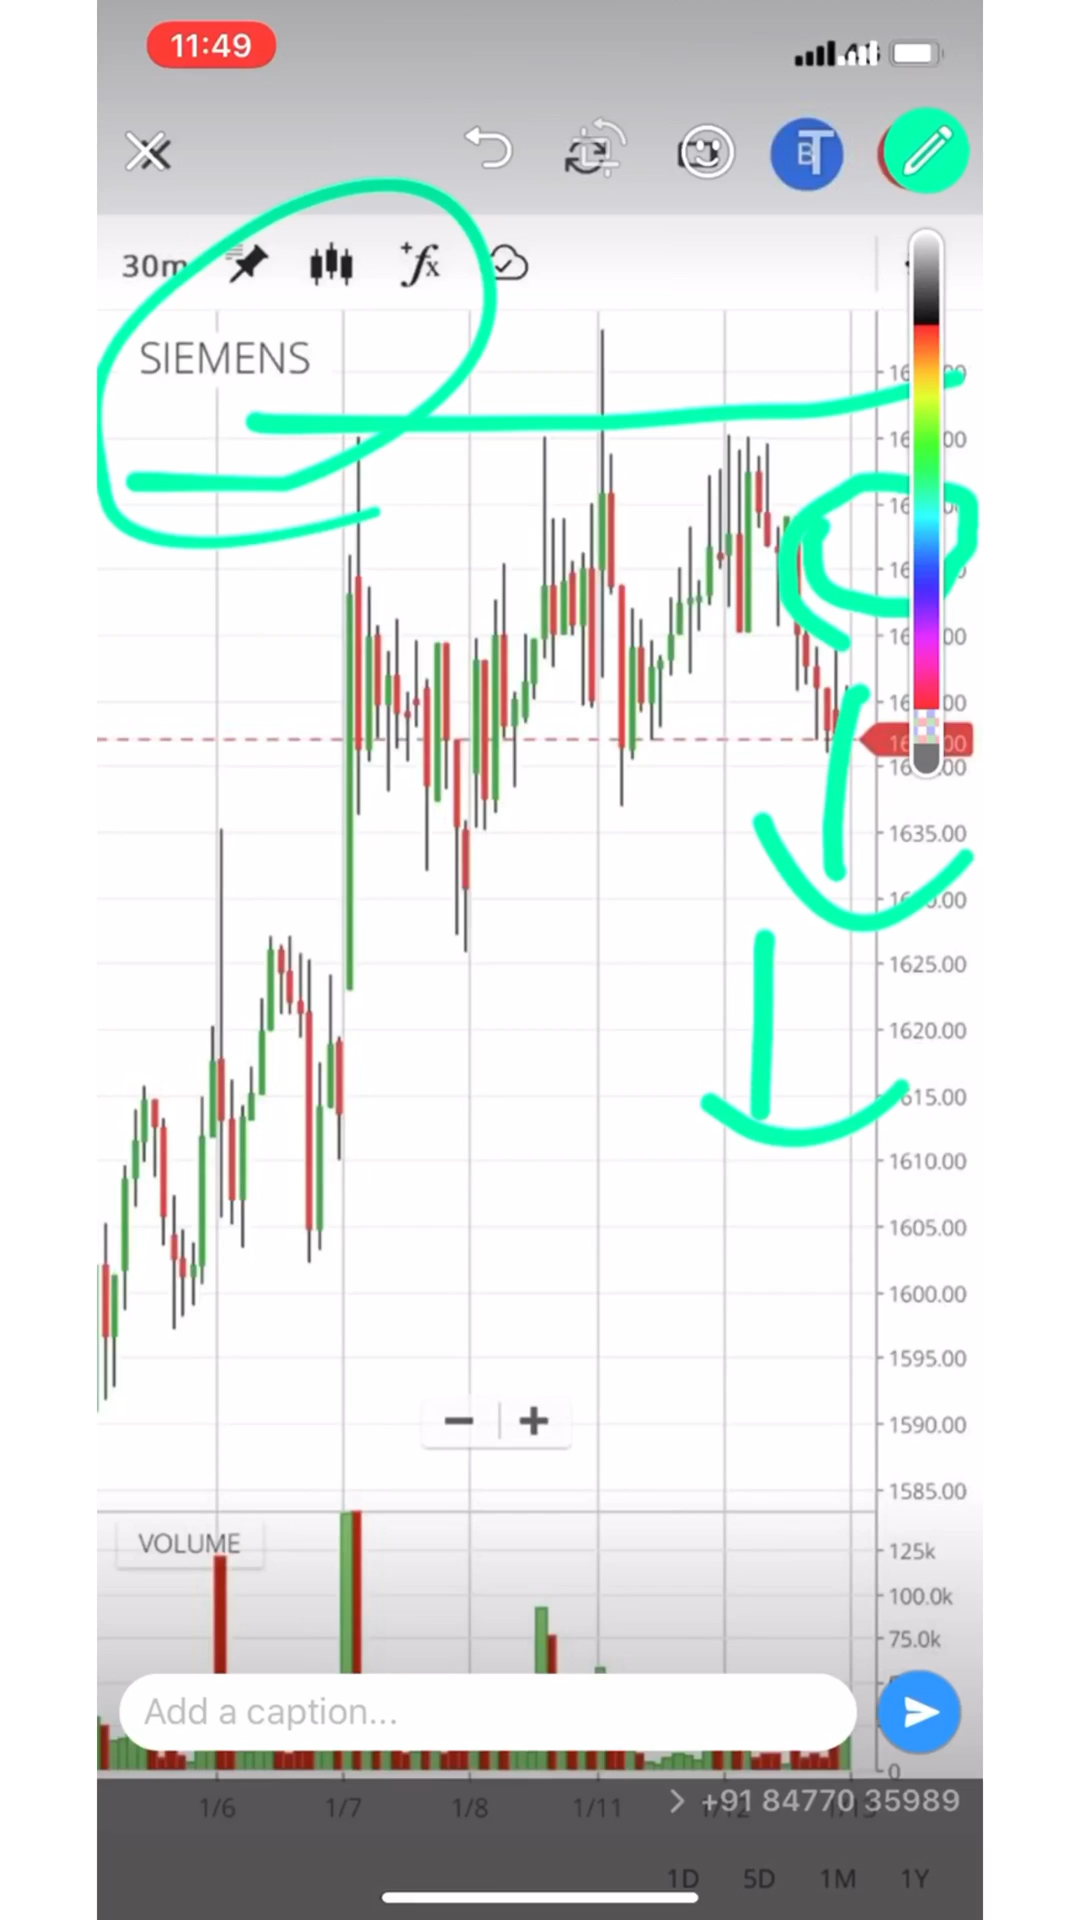 11:49
30m
SIEMENS
1635.00
1625.00
1620.00
1615.00
1610.00
1605.00
1600.00
1595.00
1590.00
1585.00
VOLUME
125k
100.0k
75.0k
Add a caption...
0
1/6 1/7 1/8 1/11 > +91 84770 35989
1D 5D 1M 1Y